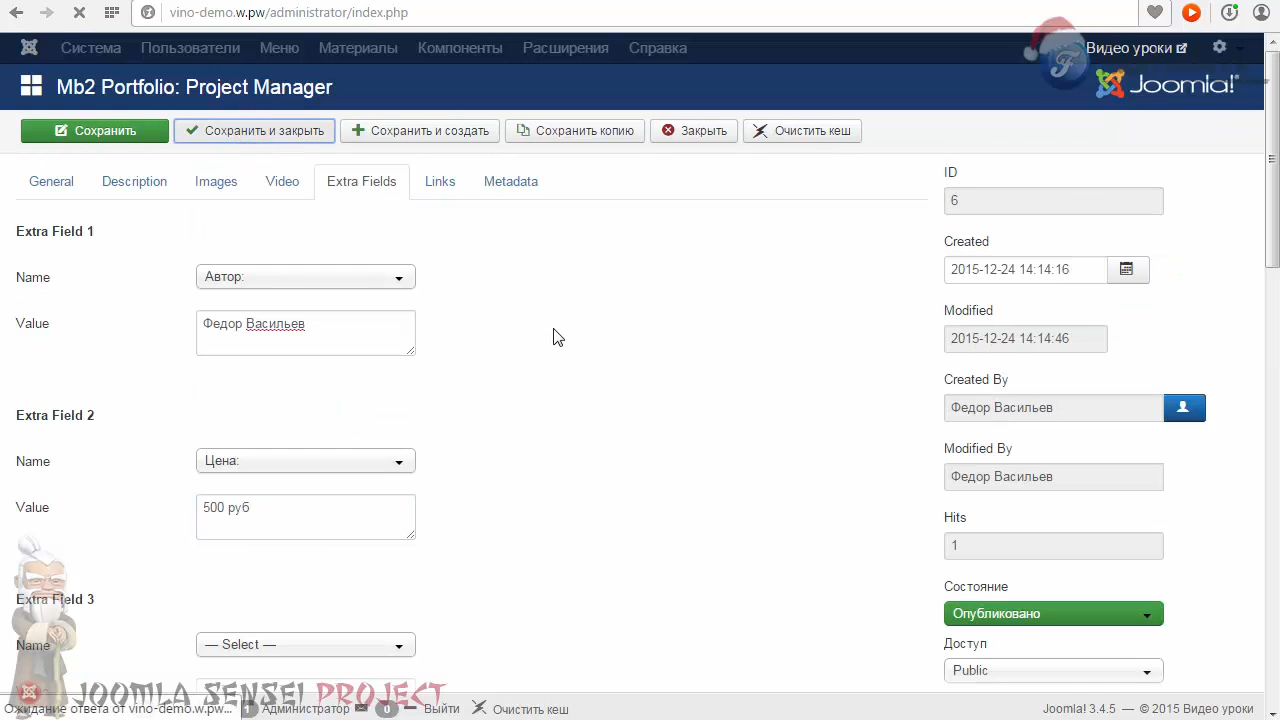 vino-demo.w.pw/administrator/index.php
Система Пользователи Меню Материалы Компоненты Расширения Справка Видео уроки
Mb2 Portfolio: Project Manager Joomla!
Сохранить Сохранить и закрыть Сохранить и создать Сохранить копию Закрыть Очистить кеш
General Description Images Video Extra Fields Links Metadata
Extra Field 1
Name Автор:
Value Федор Васильев
Extra Field 2
Name Цена:
Value 500 руб
Extra Field 3
Name — Select —
ID
6
Created
2015-12-24 14:14:16
Modified
2015-12-24 14:14:46
Created By
Федор Васильев
Modified By
Федор Васильев
Hits
1
Состояние
Опубликовано
Доступ
Public
JOOMLA SENSEI PROJECT
Ожидание ответа от vino-demo.w.pw... 1 Администратор 0 Выйти Очистить кеш Joomla! 3.4.5 — © 2015 Видео уроки